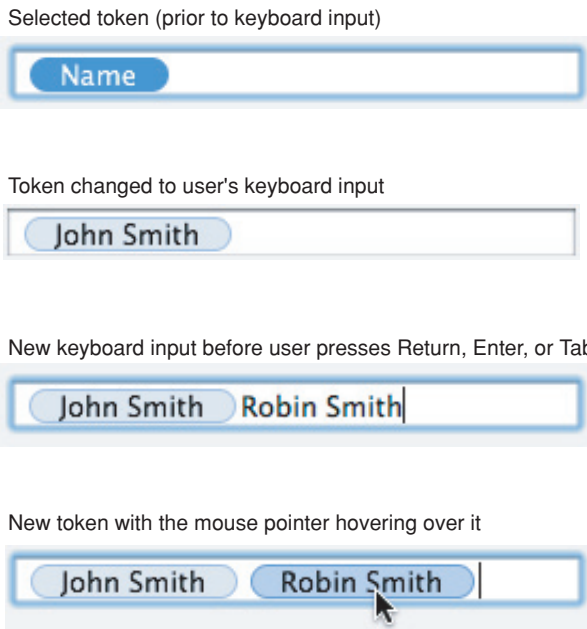 Selected token (prior to keyboard input)
Name
Token changed to user's keyboard input
John Smith
New keyboard input before user presses Return, Enter, or Tab
John Smith Robin Smith
New token with the mouse pointer hovering over it
John Smith Robin Smith